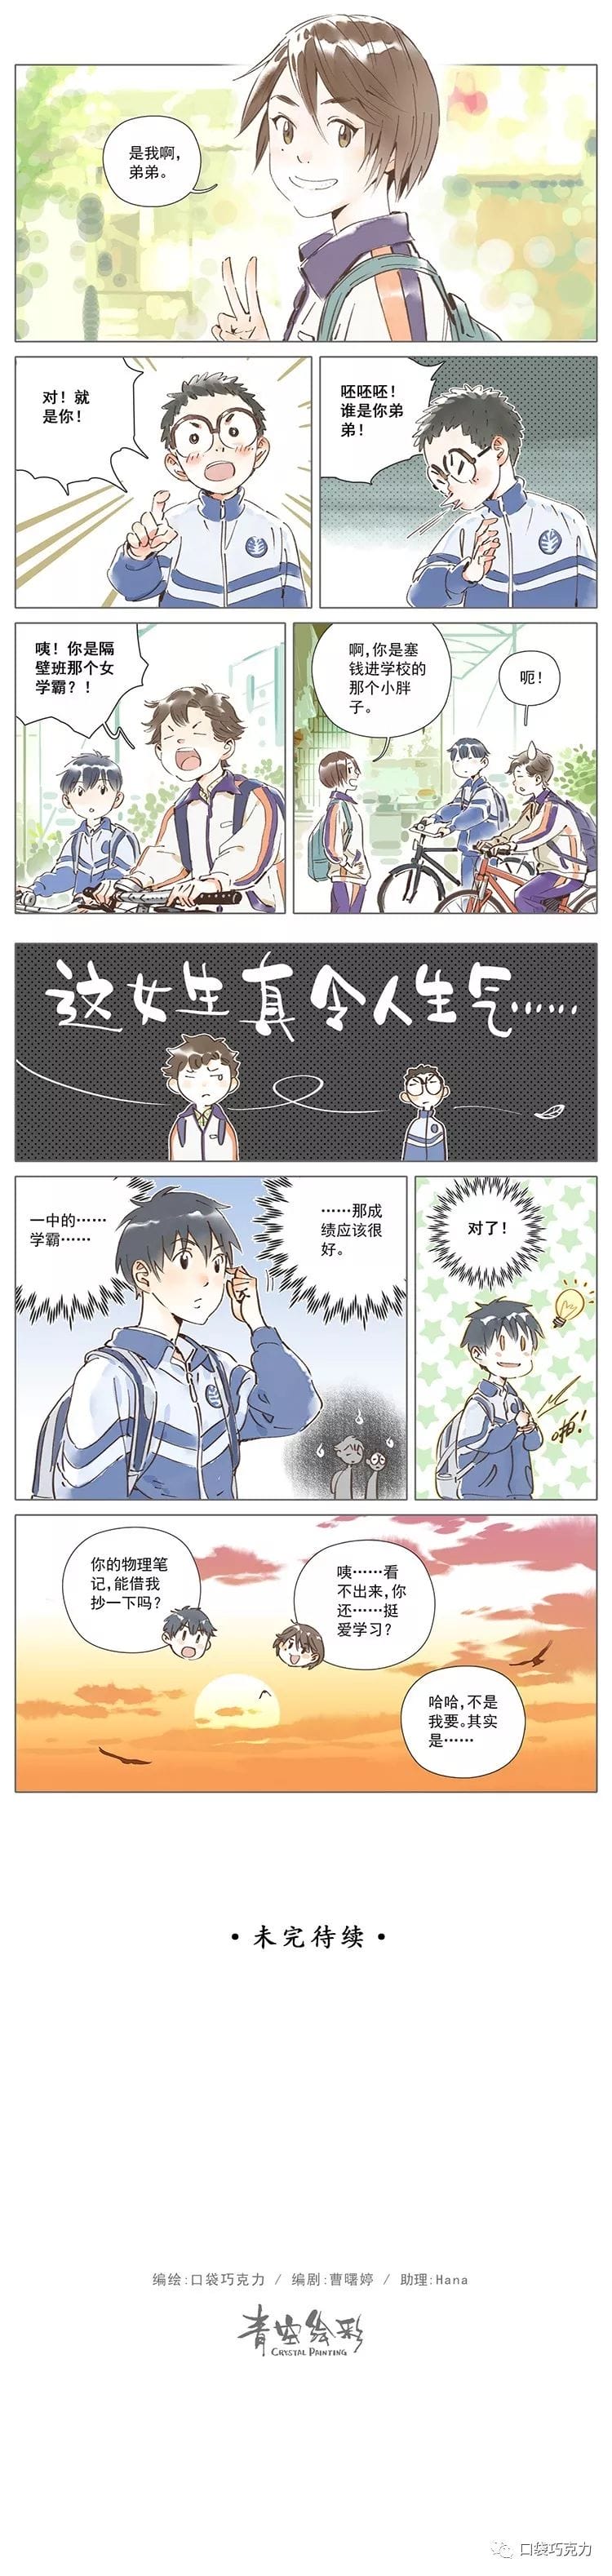 是我啊,
弟弟。
对！就
是你！
呸呸呸！
谁是你弟
弟！
咦！你是隔
壁班那个女
学霸？！
啊,你是塞
钱进学校的
那个小胖
子。
呃！
这女生真令人生气……
一中的……
学霸……
……那成
绩应该很
好。
对了！
啪！
你的物理笔
记,能借我
抄一下吗？
咦……看
不出来,你
还……挺
爱学习？
哈哈,不是
我要。其实
是……
·未完待续·
编绘:口袋巧克力 / 编剧:曹曙婷 / 助理:Hana
青空绘彩
CRYSTAL PAINTING
口袋巧克力